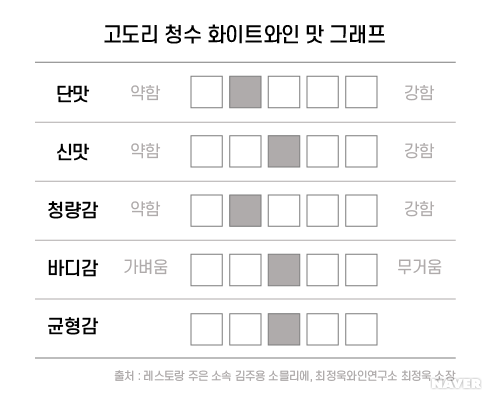 고도리 청수 화이트와인 맛 그래프
단맛 약함 강함
신맛 약함 강함
청량감 약함 강함
바디감 가벼움 무거움
균형감
출처 : 레스토랑 주은 소속 김주용 소믈리에, 최정욱와인연구소 최정욱 소장
NAVER